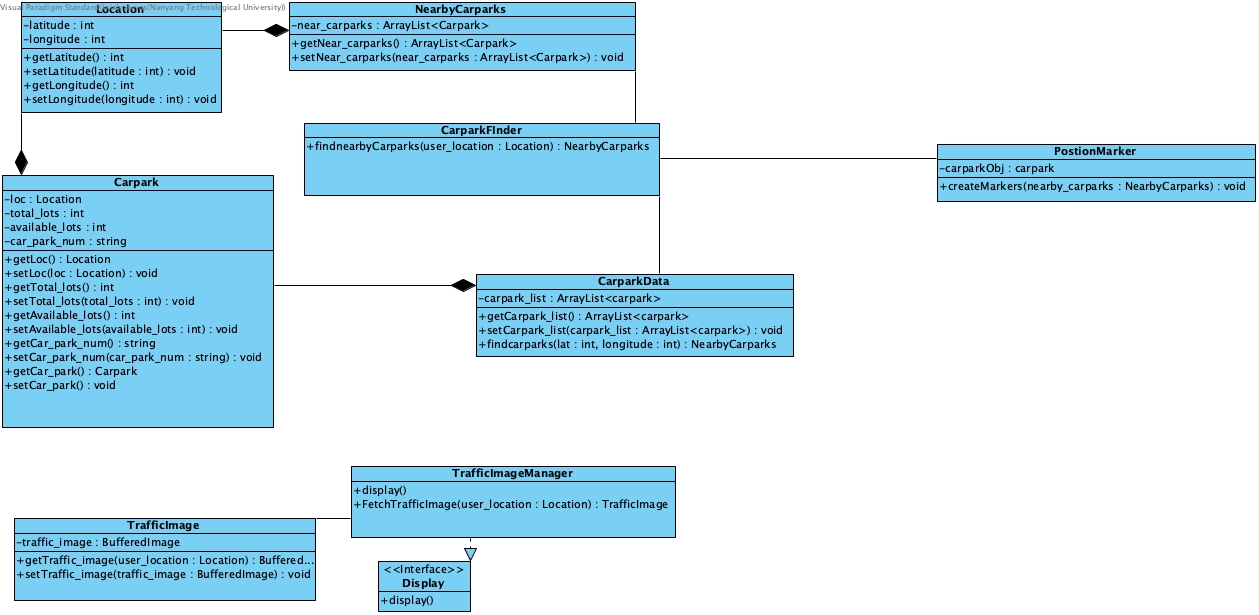 Visual Paradigm Standard (Nanyang Technological University))
Location
-latitude : int
-longitude : int
+getLatitude() : int
+setLatitude(latitude : int) : void
+getLongitude() : int
+setLongitude(longitude : int) : void
NearbyCarparks
-near_carparks : ArrayList<Carpark>
+getNear_carparks() : ArrayList<Carpark>
+setNear_carparks(near_carparks : ArrayList<Carpark>) : void
CarparkFInder
+findnearbyCarparks(user_location : Location) : NearbyCarparks
PostionMarker
-carparkObj : carpark
+createMarkers(nearby_carparks : NearbyCarparks) : void
Carpark
-loc : Location
-total_lots : int
-available_lots : int
-car_park_num : string
+getLoc() : Location
+setLoc(loc : Location) : void
+getTotal_lots() : int
+setTotal_lots(total_lots : int) : void
+getAvailable_lots() : int
+setAvailable_lots(available_lots : int) : void
+getCar_park_num() : string
+setCar_park_num(car_park_num : string) : void
+getCar_park() : Carpark
+setCar_park() : void
CarparkData
-carpark_list : ArrayList<carpark>
+getCarpark_list() : ArrayList<carpark>
+setCarpark_list(carpark_list : ArrayList<carpark>) : void
+findcarparks(lat : int, longitude : int) : NearbyCarparks
TrafficImageManager
+display()
+FetchTrafficImage(user_location : Location) : TrafficImage
TrafficImage
-traffic_image : BufferedImage
+getTraffic_image(user_location : Location) : Buffered...
+setTraffic_image(traffic_image : BufferedImage) : void
<<Interface>>
Display
+display()